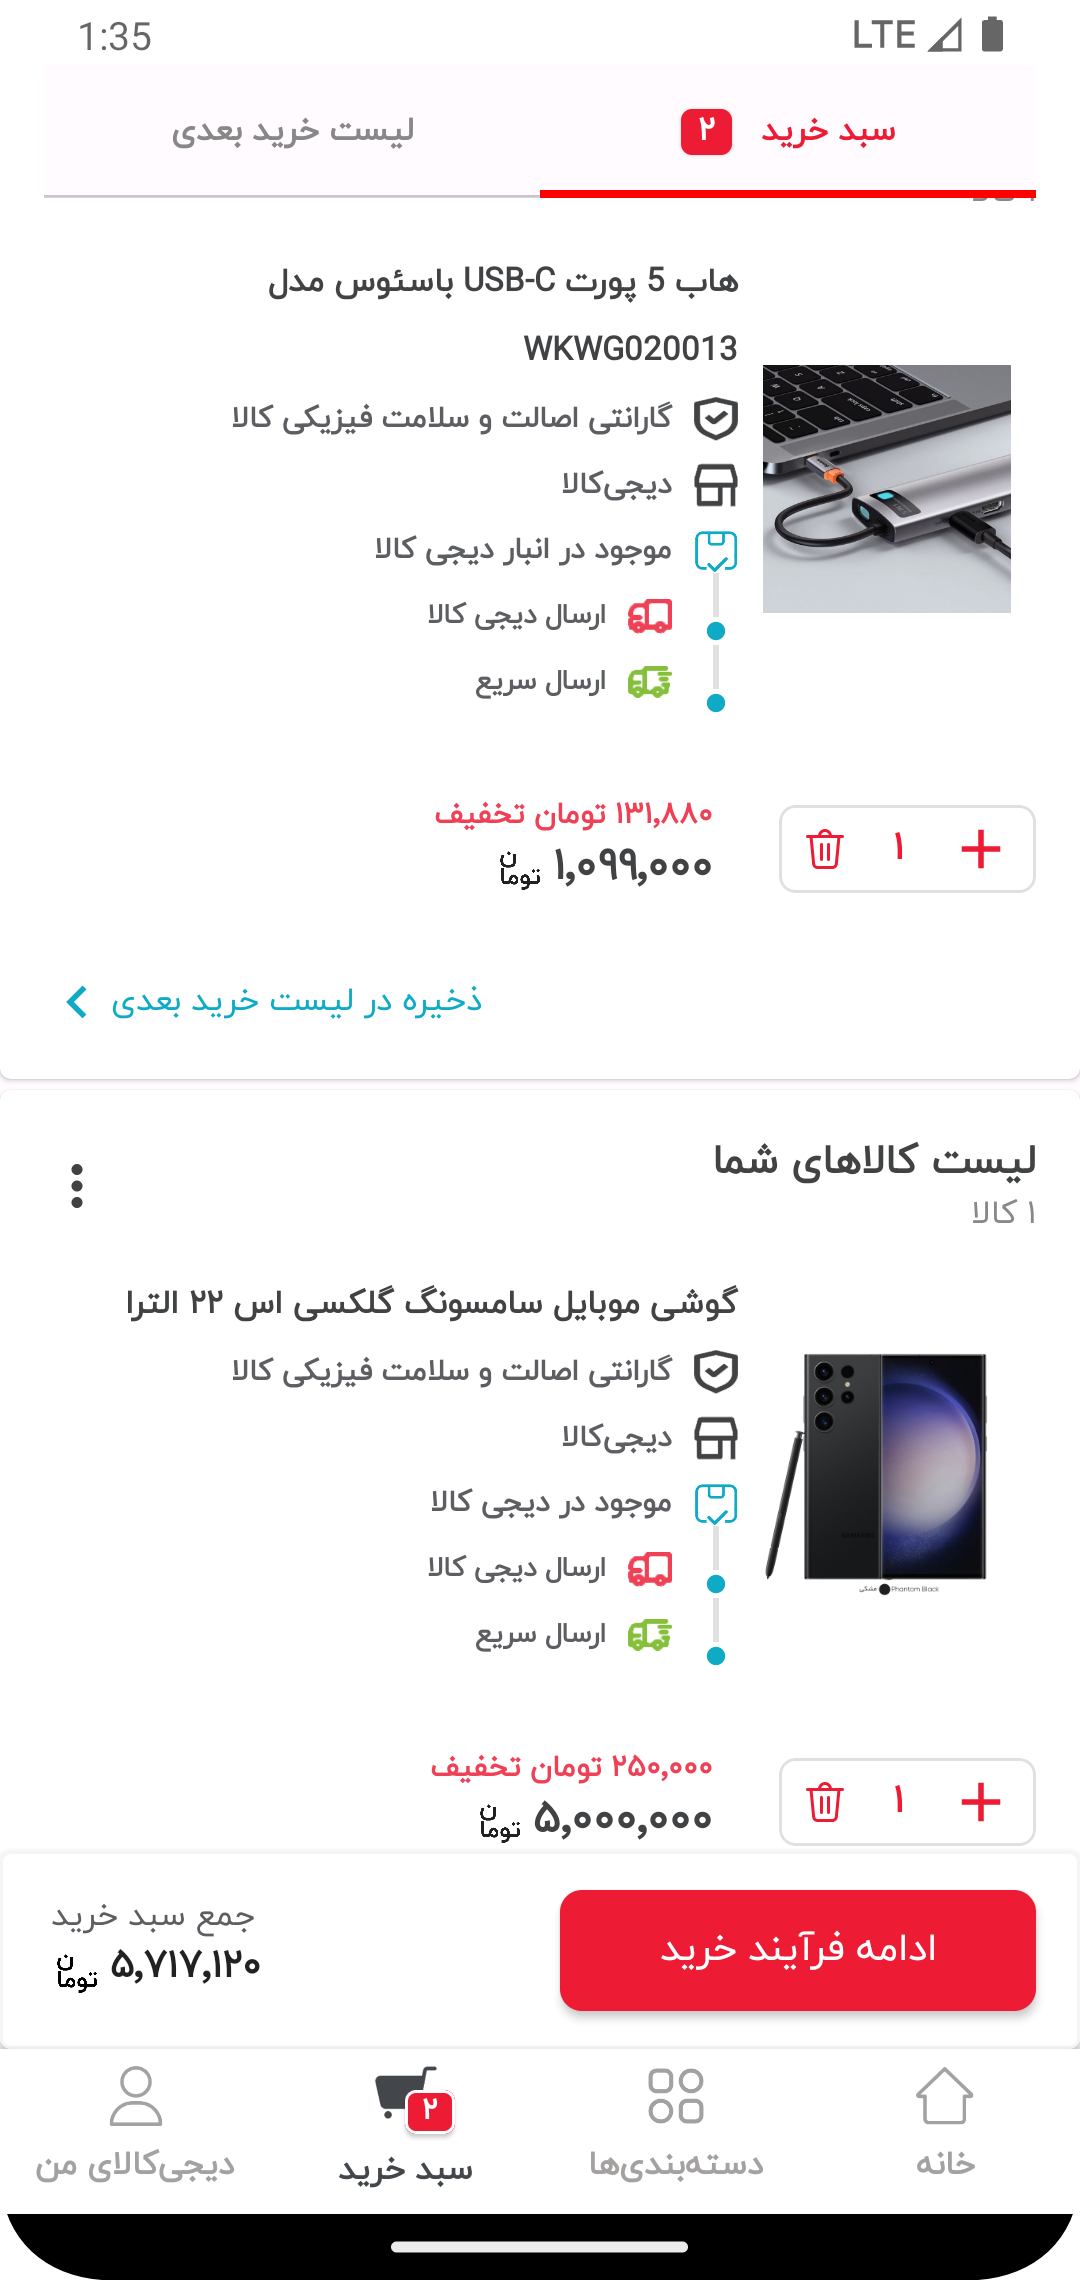 1:35
LTE
سبد خرید ۲
لیست خرید بعدی
هاب 5 پورت USB-C باسئوس مدل
WKWG020013
گارانتی اصالت و سلامت فیزیکی کالا
دیجی‌کالا
موجود در انبار دیجی کالا
ارسال دیجی کالا
ارسال سریع
۱۳۱,۸۸۰ تومان تخفیف
۱
۱,۰۹۹,۰۰۰ تومان
ذخیره در لیست خرید بعدی
لیست کالاهای شما
۱ کالا
گوشی موبایل سامسونگ گلکسی اس ۲۲ الترا
گارانتی اصالت و سلامت فیزیکی کالا
دیجی‌کالا
موجود در دیجی کالا
ارسال دیجی کالا
ارسال سریع
مشکی Phantom Black
۲۵۰,۰۰۰ تومان تخفیف
۱
۵,۰۰۰,۰۰۰ تومان
ادامه فرآیند خرید
جمع سبد خرید
۵,۷۱۷,۱۲۰ تومان
خانه
دسته‌بندی‌ها
۲
سبد خرید
دیجی‌کالای من